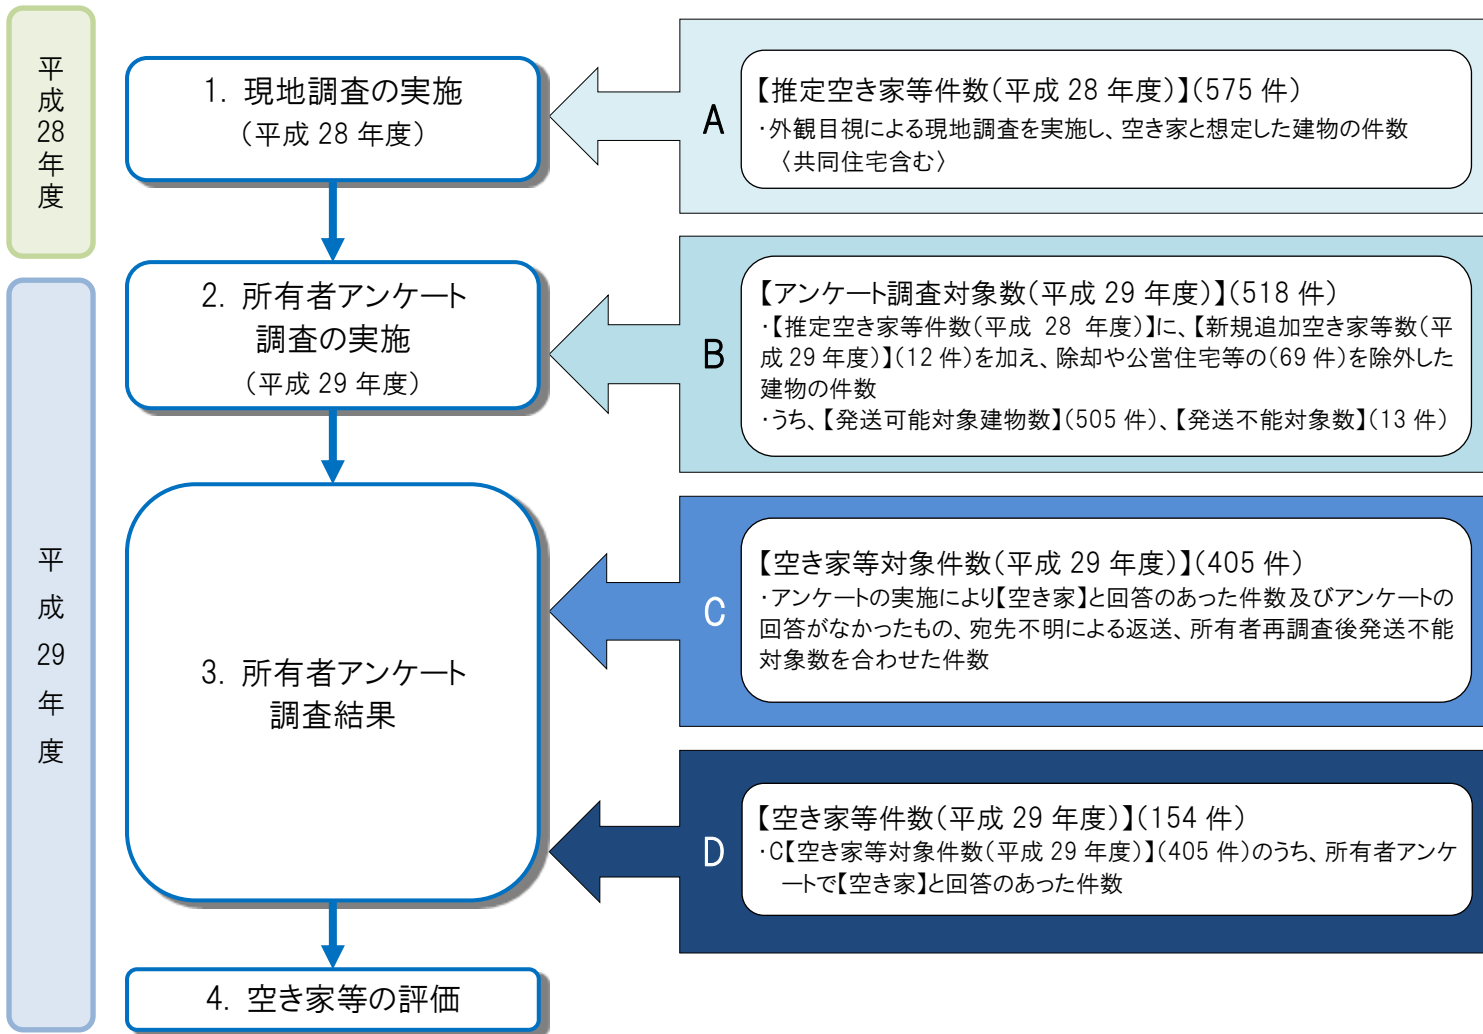 平成28年度
1. 現地調査の実施
（平成 28 年度）
A
【推定空き家等件数（平成 28 年度）】（575 件）
・外観目視による現地調査を実施し、空き家と想定した建物の件数
〈共同住宅含む〉
平成29年度
2. 所有者アンケート
調査の実施
（平成 29 年度）
B
【アンケート調査対象数（平成 29 年度）】（518 件）
・【推定空き家等件数（平成 28 年度）】に、【新規追加空き家等数（平
成 29 年度）】（12 件）を加え、除却や公営住宅等の（69 件）を除外した
建物の件数
・うち、【発送可能対象建物数】（505 件）、【発送不能対象数】（13 件）
3. 所有者アンケート
調査結果
C
【空き家等対象件数（平成 29 年度）】（405 件）
・アンケートの実施により【空き家】と回答のあった件数及びアンケートの
回答がなかったもの、宛先不明による返送、所有者再調査後発送不能
対象数を合わせた件数
D
【空き家等件数（平成 29 年度）】（154 件）
・C【空き家等対象件数（平成 29 年度）】（405 件）のうち、所有者アンケ
ートで【空き家】と回答のあった件数
4. 空き家等の評価